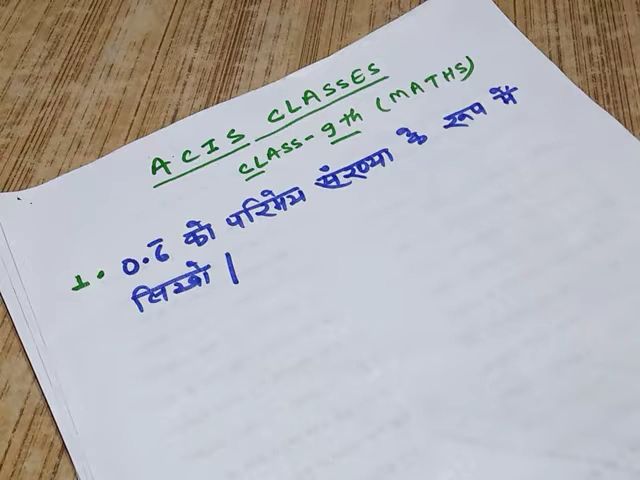 ACIS CLASSES
CLASS-9th (MATHS)
1. 0.6̅ को परिमेय संख्या के रूप में
लिखो |